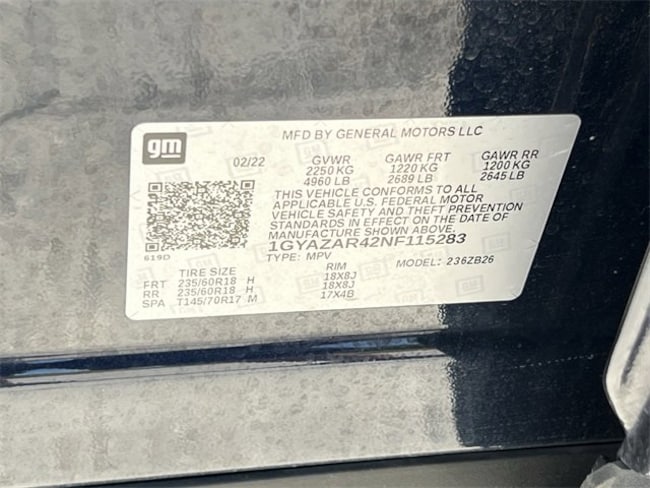 gm
MFD BY GENERAL MOTORS LLC
02/22 GVWR GAWR FRT GAWR RR
2250 KG 1220 KG 1200 KG
4960 LB 2689 LB 2645 LB
THIS VEHICLE CONFORMS TO ALL
APPLICABLE U.S. FEDERAL MOTOR
VEHICLE SAFETY AND THEFT PREVENTION
STANDARDS IN EFFECT ON THE DATE OF
MANUFACTURE SHOWN ABOVE.
1GYAZAR42NF115283
619D
TYPE: MPV MODEL: 236ZB26
TIRE SIZE RIM
FRT 235/60R18 H 18X8J
RR 235/60R18 H 18X8J
SPA T145/70R17 M 17X4B